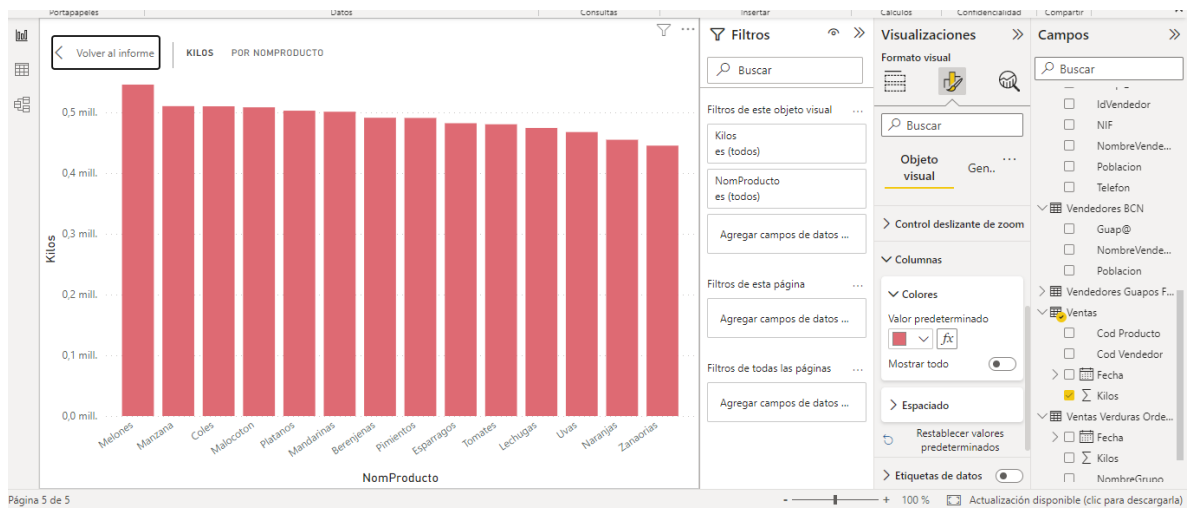 Portapapeles
Datos
Consultas
Insertar
Cálculos
Confidencialidad
Compartir
Volver al informe
KILOS
POR NOMPRODUCTO
0,5 mill.
0,4 mill.
0,3 mill.
0,2 mill.
0,1 mill.
0,0 mill.
Kilos
Melones
Manzana
Coles
Malocoton
Platanos
Mandarinas
Berenjenas
Pimientos
Esparragos
Tomates
Lechugas
Uvas
Naranjas
Zanaorias
NomProducto
Filtros
Buscar
Filtros de este objeto visual ...
Kilos
es (todos)
NomProducto
es (todos)
Agregar campos de datos ...
Filtros de esta página ...
Agregar campos de datos ...
Filtros de todas las páginas ...
Agregar campos de datos ...
Visualizaciones
Formato visual
Buscar
Objeto
visual
Gen..
...
Control deslizante de zoom
Columnas
Colores
Valor predeterminado
fx
Mostrar todo
Espaciado
Restablecer valores
predeterminados
Etiquetas de datos
Campos
Buscar
IdVendedor
NIF
NombreVende...
Poblacion
Telefon
Vendedores BCN
Guap@
NombreVende...
Poblacion
Vendedores Guapos F...
Ventas
Cod Producto
Cod Vendedor
Fecha
Kilos
Ventas Verduras Orde...
Fecha
Kilos
NombreGrupo
Página 5 de 5
- + 100 %
Actualización disponible (clic para descargarla)